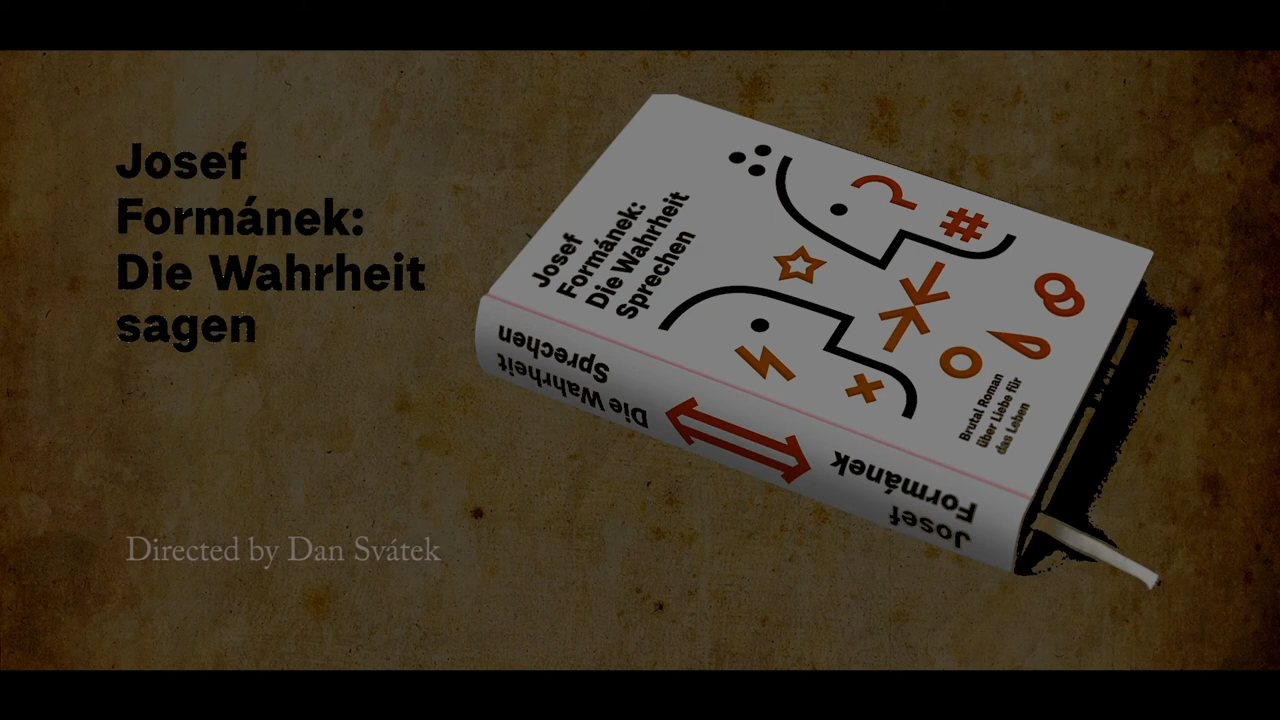 Josef
Formánek:
Die Wahrheit
sagen
Directed by Dan Svátek
Josef
Formánek:
Die Wahrheit
Sprechen
Brutal Roman
über Liebe für
das Leben
Josef
Formánek
Die Wahrheit
Sprechen